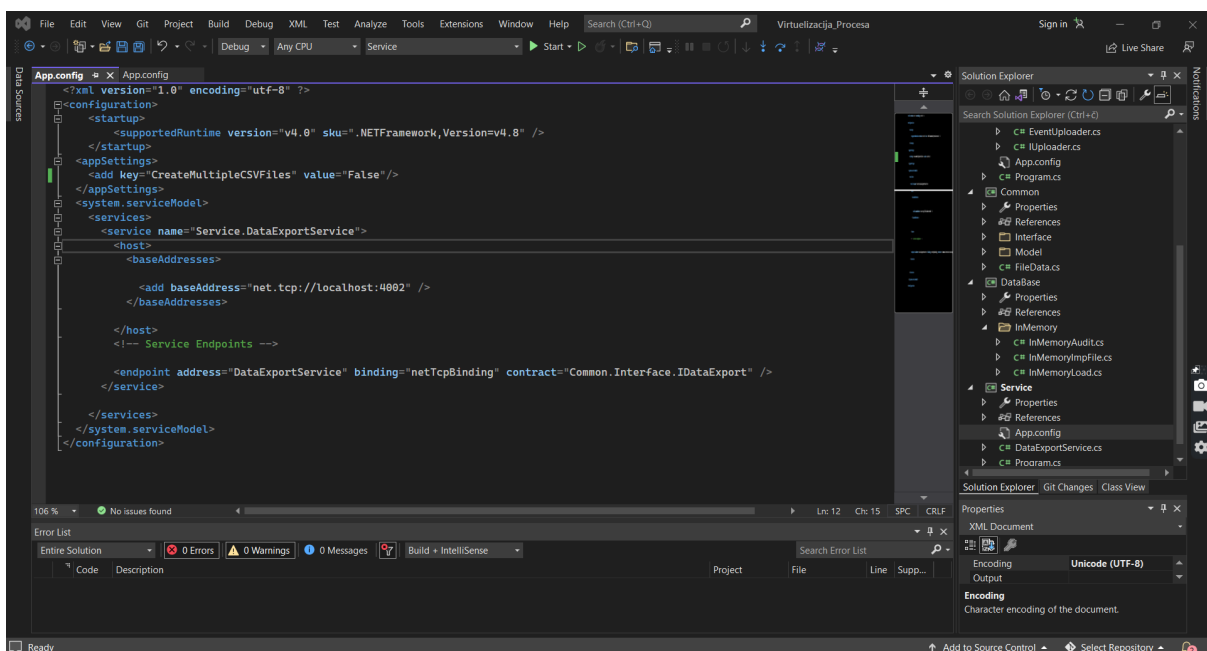 File Edit View Git Project Build Debug XML Test Analyze Tools Extensions Window Help Search (Ctrl+Q) Virtuelizacija_Procesa Sign in
Debug Any CPU Service Start Live Share
Data Sources
App.config App.config
<?xml version="1.0" encoding="utf-8" ?>
<configuration>
<startup>
<supportedRuntime version="v4.0" sku=".NETFramework,Version=v4.8" />
</startup>
<appSettings>
<add key="CreateMultipleCSVFiles" value="False"/>
</appSettings>
<system.serviceModel>
<services>
<service name="Service.DataExportService">
<host>
<baseAddresses>
<add baseAddress="net.tcp://localhost:4002" />
</baseAddresses>
</host>
<!-- Service Endpoints -->
<endpoint address="DataExportService" binding="netTcpBinding" contract="Common.Interface.IDataExport" />
</service>
</services>
</system.serviceModel>
</configuration>
106 % No issues found Ln: 12 Ch: 15 SPC CRLF
Error List
Entire Solution 0 Errors 0 Warnings 0 Messages Build + IntelliSense Search Error List
Code Description Project File Line Supp...
Solution Explorer
Search Solution Explorer (Ctrl+č)
C# EventUploader.cs
C# IUploader.cs
App.config
C# Program.cs
C# Common
Properties
References
Interface
Model
C# FileData.cs
C# DataBase
Properties
References
InMemory
C# InMemoryAudit.cs
C# InMemoryImpFile.cs
C# InMemoryLoad.cs
C# Service
Properties
References
App.config
C# DataExportService.cs
C# Program.cs
Solution Explorer Git Changes Class View
Properties
XML Document
Encoding Unicode (UTF-8)
Output
Encoding
Character encoding of the document.
Notifications
Ready Add to Source Control Select Repository